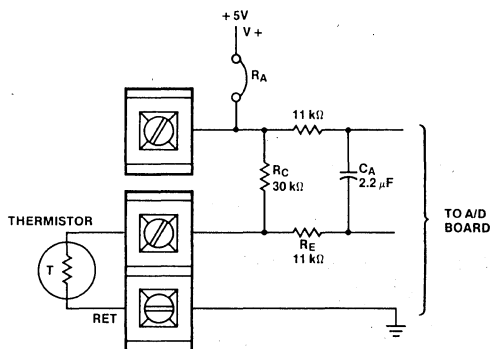 +5V
V+
RA
11 kΩ
RC
30 kΩ
CA
2.2 μF
TO A/D
BOARD
THERMISTOR
T
RE
11 kΩ
RET